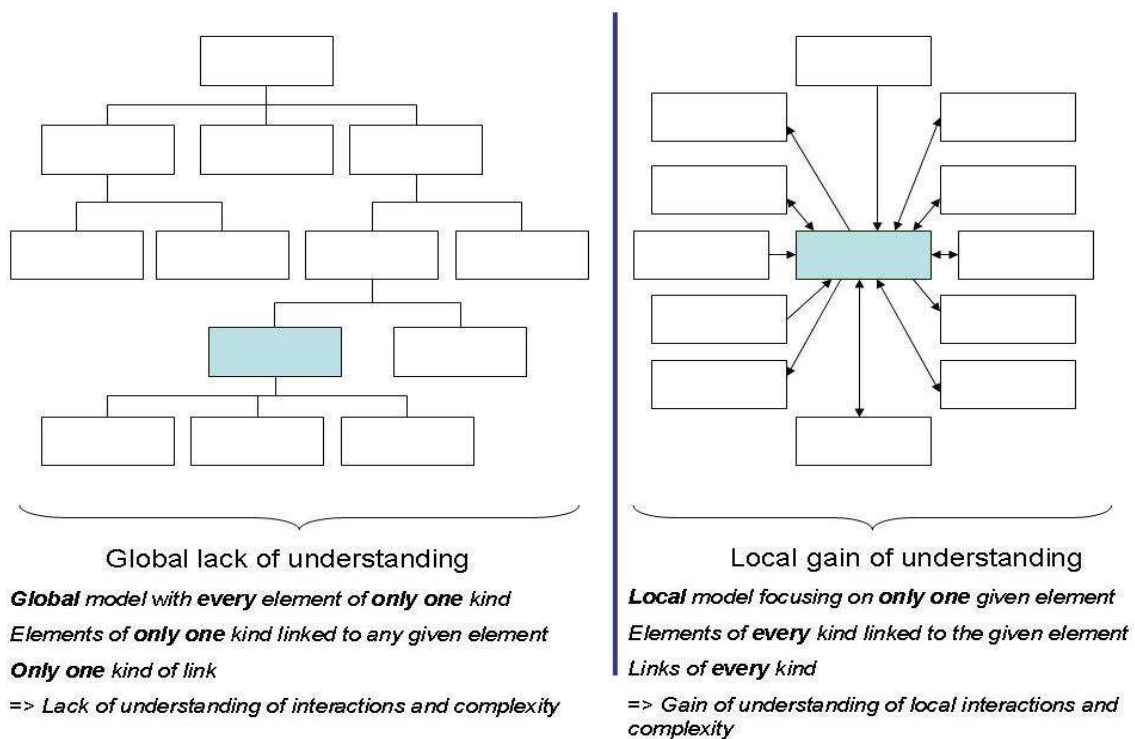 Global lack of understanding
Global model with every element of only one kind
Elements of only one kind linked to any given element
Only one kind of link
=> Lack of understanding of interactions and complexity
Local gain of understanding
Local model focusing on only one given element
Elements of every kind linked to the given element
Links of every kind
=> Gain of understanding of local interactions and
complexity